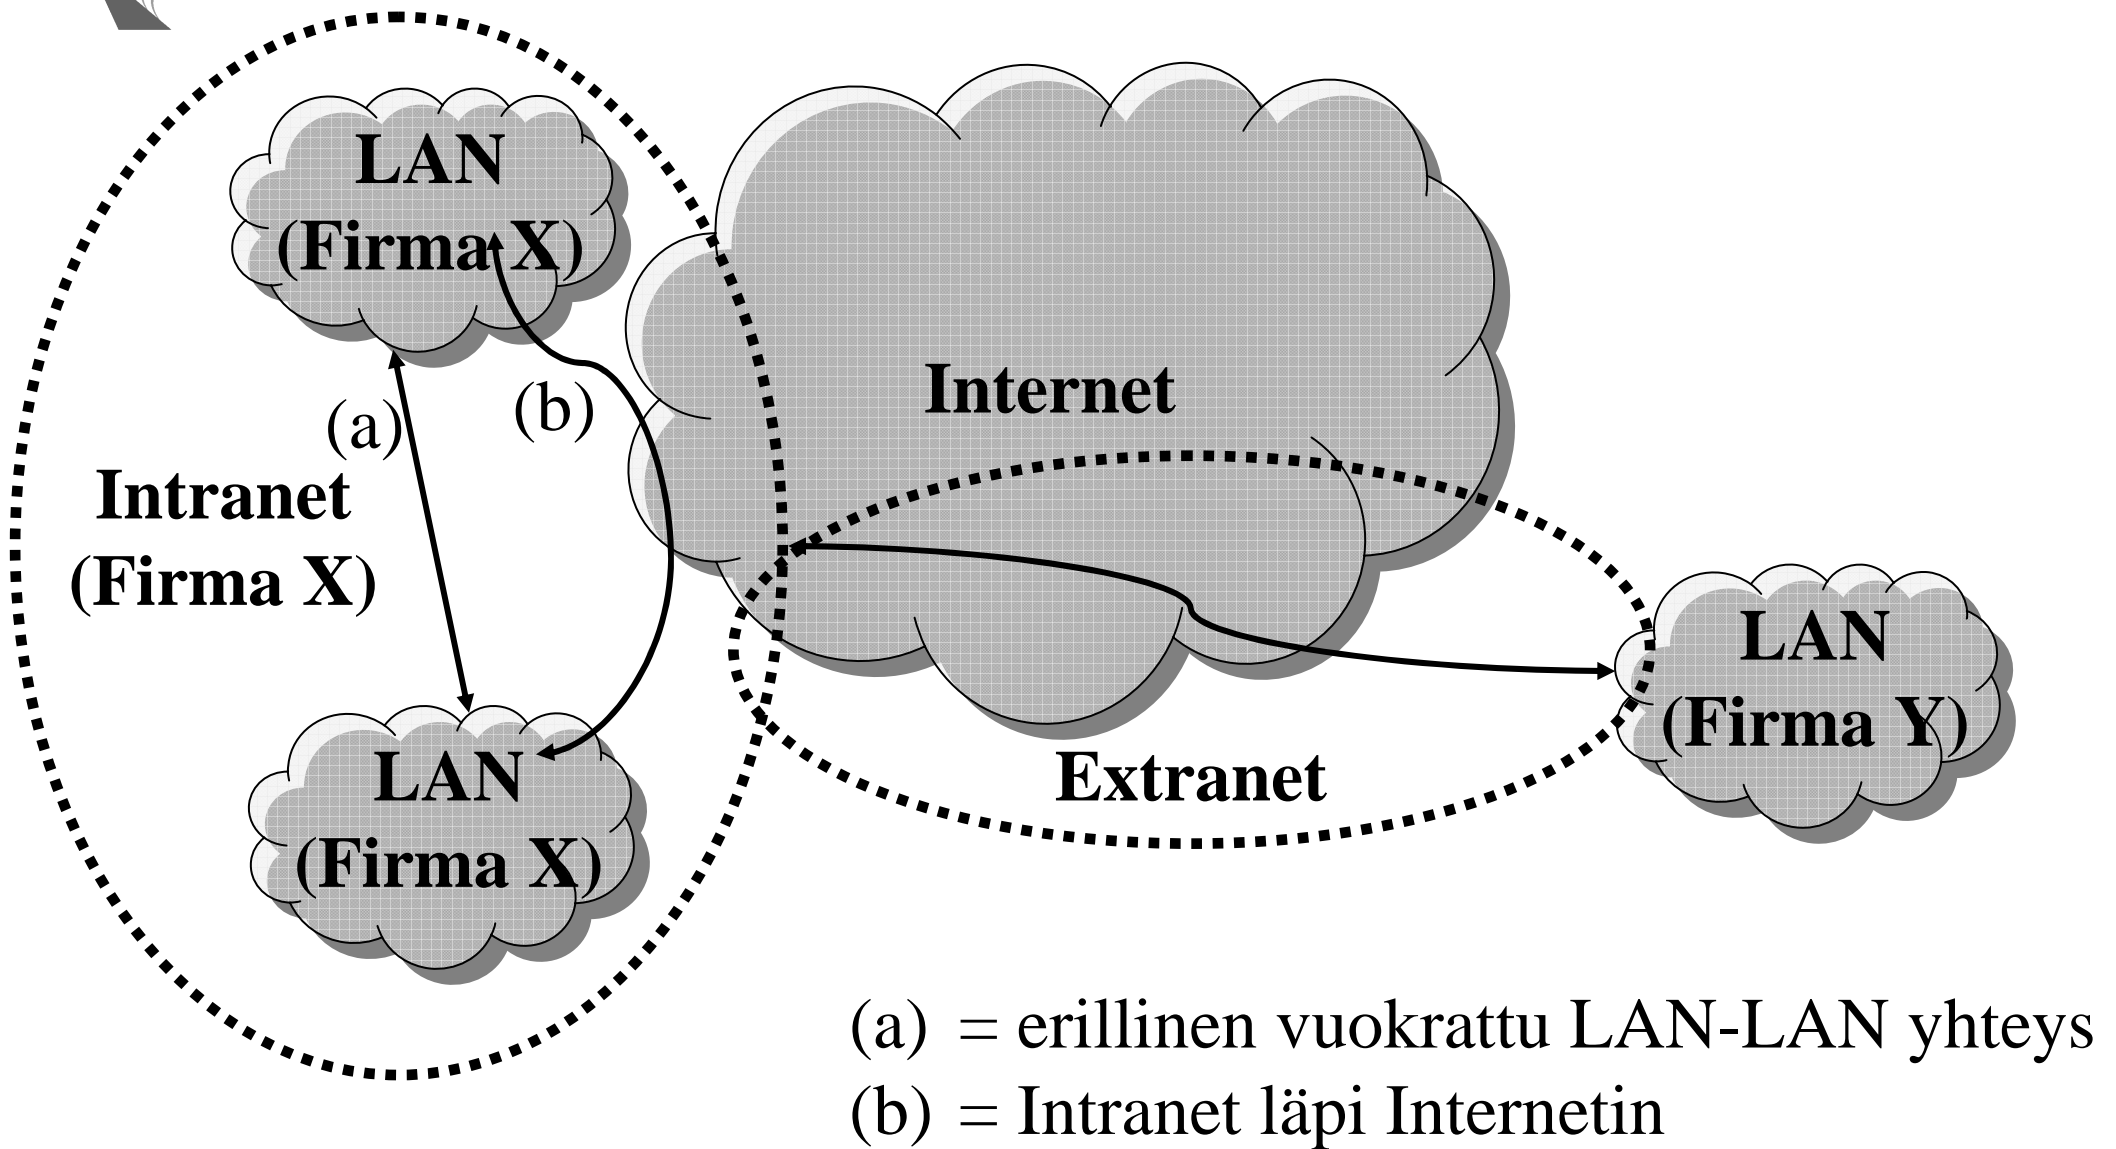 LAN
(Firma X)
Internet
(a)
(b)
Intranet
(Firma X)
LAN
(Firma Y)
LAN
(Firma X)
Extranet
(a) = erillinen vuokrattu LAN-LAN yhteys
(b) = Intranet läpi Internetin